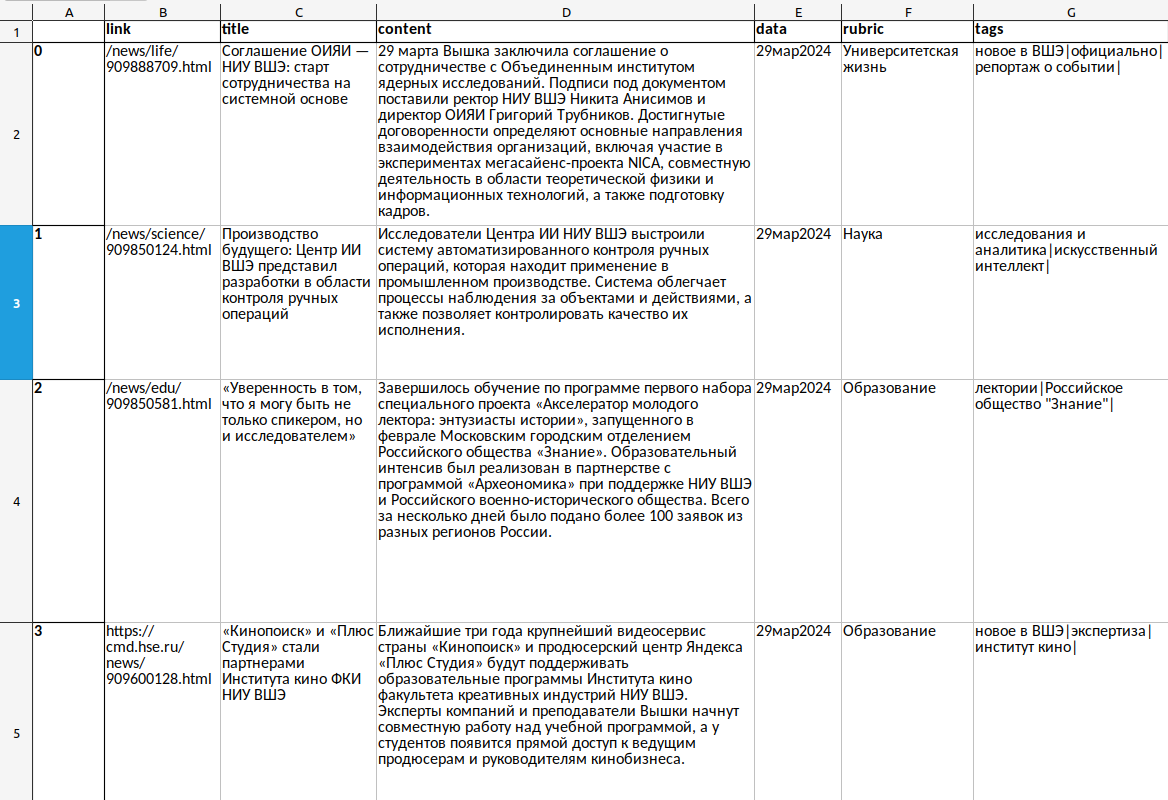 A B C D E F G
1 link title content data rubric tags
2
0
/news/life/
909888709.html
Соглашение ОИЯИ —
НИУ ВШЭ: старт
сотрудничества на
системной основе
29 марта Вышка заключила соглашение о
сотрудничестве с Объединенным институтом
ядерных исследований. Подписи под документом
поставили ректор НИУ ВШЭ Никита Анисимов и
директор ОИЯИ Григорий Трубников. Достигнутые
договоренности определяют основные направления
взаимодействия организаций, включая участие в
экспериментах мегасайенс-проекта NICA, совместную
деятельность в области теоретической физики и
информационных технологий, а также подготовку
кадров.
29мар2024
Университетская
жизнь
новое в ВШЭ|официально|
репортаж о событии|
3
1
/news/science/
909850124.html
Производство
будущего: Центр ИИ
ВШЭ представил
разработки в области
контроля ручных
операций
Исследователи Центра ИИ НИУ ВШЭ выстроили
систему автоматизированного контроля ручных
операций, которая находит применение в
промышленном производстве. Система облегчает
процессы наблюдения за объектами и действиями, а
также позволяет контролировать качество их
исполнения.
29мар2024
Наука
исследования и
аналитика|искусственный
интеллект|
4
2
/news/edu/
909850581.html
«Уверенность в том,
что я могу быть не
только спикером, но
и исследователем»
Завершилось обучение по программе первого набора
специального проекта «Акселератор молодого
лектора: энтузиасты истории», запущенного в
феврале Московским городским отделением
Российского общества «Знание». Образовательный
интенсив был реализован в партнерстве с
программой «Археономика» при поддержке НИУ ВШЭ
и Российского военно-исторического общества. Всего
за несколько дней было подано более 100 заявок из
разных регионов России.
29мар2024
Образование
лектории|Российское
общество "Знание"|
5
3
https://
cmd.hse.ru/
news/
909600128.html
«Кинопоиск» и «Плюс
Студия» стали
партнерами
Института кино ФКИ
НИУ ВШЭ
Ближайшие три года крупнейший видеосервис
страны «Кинопоиск» и продюсерский центр Яндекса
«Плюс Студия» будут поддерживать
образовательные программы Института кино
факультета креативных индустрий НИУ ВШЭ.
Эксперты компаний и преподаватели Вышки начнут
совместную работу над учебной программой, а у
студентов появится прямой доступ к ведущим
продюсерам и руководителям кинобизнеса.
29мар2024
Образование
новое в ВШЭ|экспертиза|
институт кино|